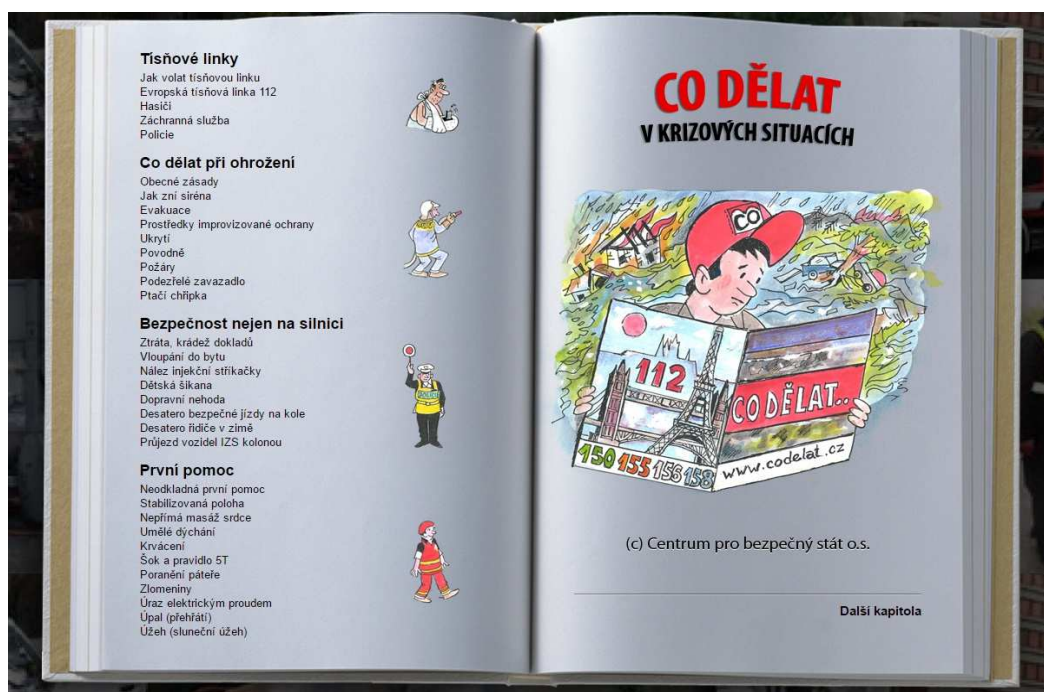 Tísňové linky
Jak volat tísňovou linku
Evropská tísňová linka 112
Hasiči
Záchranná služba
Policie
Co dělat při ohrožení
Obecné zásady
Jak zní siréna
Evakuace
Prostředky improvizované ochrany
Ukrytí
Povodně
Požáry
Podezřelé zavazadlo
Ptačí chřipka
Bezpečnost nejen na silnici
Ztráta, krádež dokladů
Vloupání do bytu
Nález injekční stříkačky
Dětská šikana
Dopravní nehoda
Desatero bezpečné jízdy na kole
Desatero řidiče v zimě
Průjezd vozidel IZS kolonou
První pomoc
Neodkladná první pomoc
Stabilizovaná poloha
Nepřímá masáž srdce
Umělé dýchání
Krvácení
Šok a pravidlo 5T
Poranění páteře
Zlomeniny
Úraz elektrickým proudem
Úpal (přehřátí)
Úžeh (sluneční úžeh)
CO DĚLAT
V KRIZOVÝCH SITUACÍCH
CO
112
CO DĚLAT..
150 155 156 158
www.codelat.cz
(c) Centrum pro bezpečný stát o.s.
Další kapitola